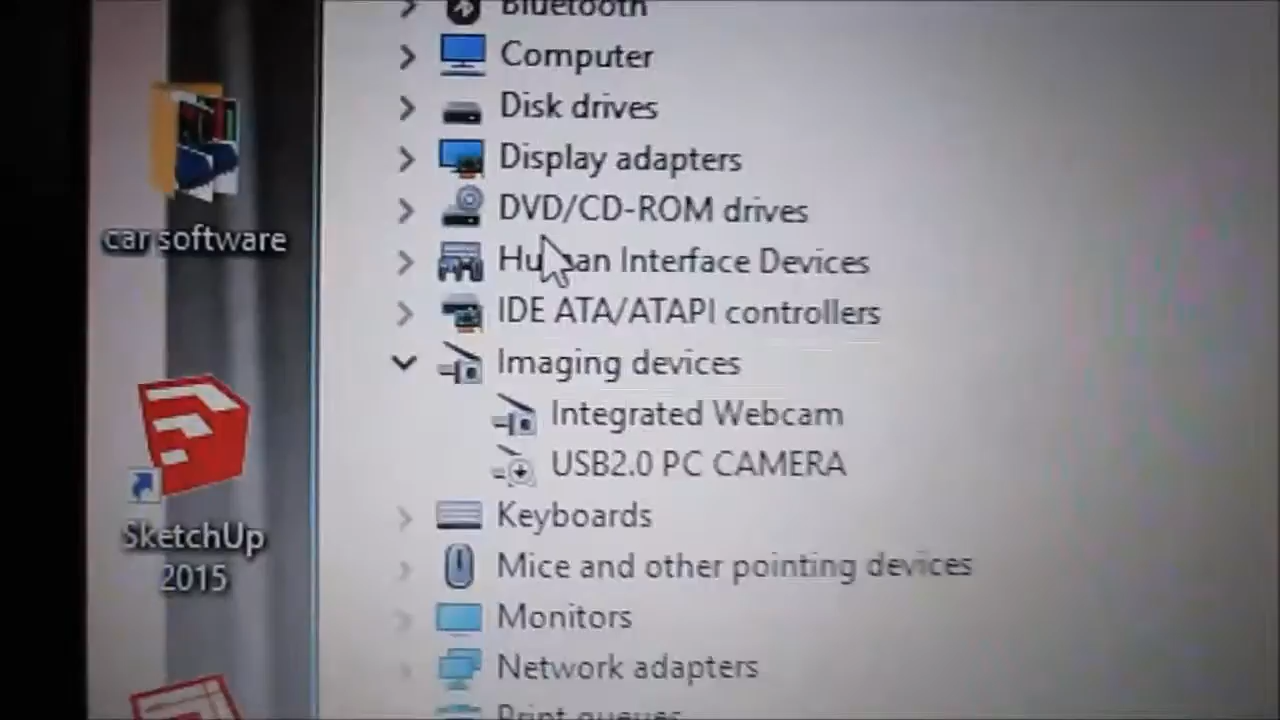 Bluetooth
Computer
Disk drives
Display adapters
DVD/CD-ROM drives
Human Interface Devices
IDE ATA/ATAPI controllers
Imaging devices
Integrated Webcam
USB2.0 PC CAMERA
Keyboards
Mice and other pointing devices
Monitors
Network adapters
Print queues
car software
SketchUp
2015